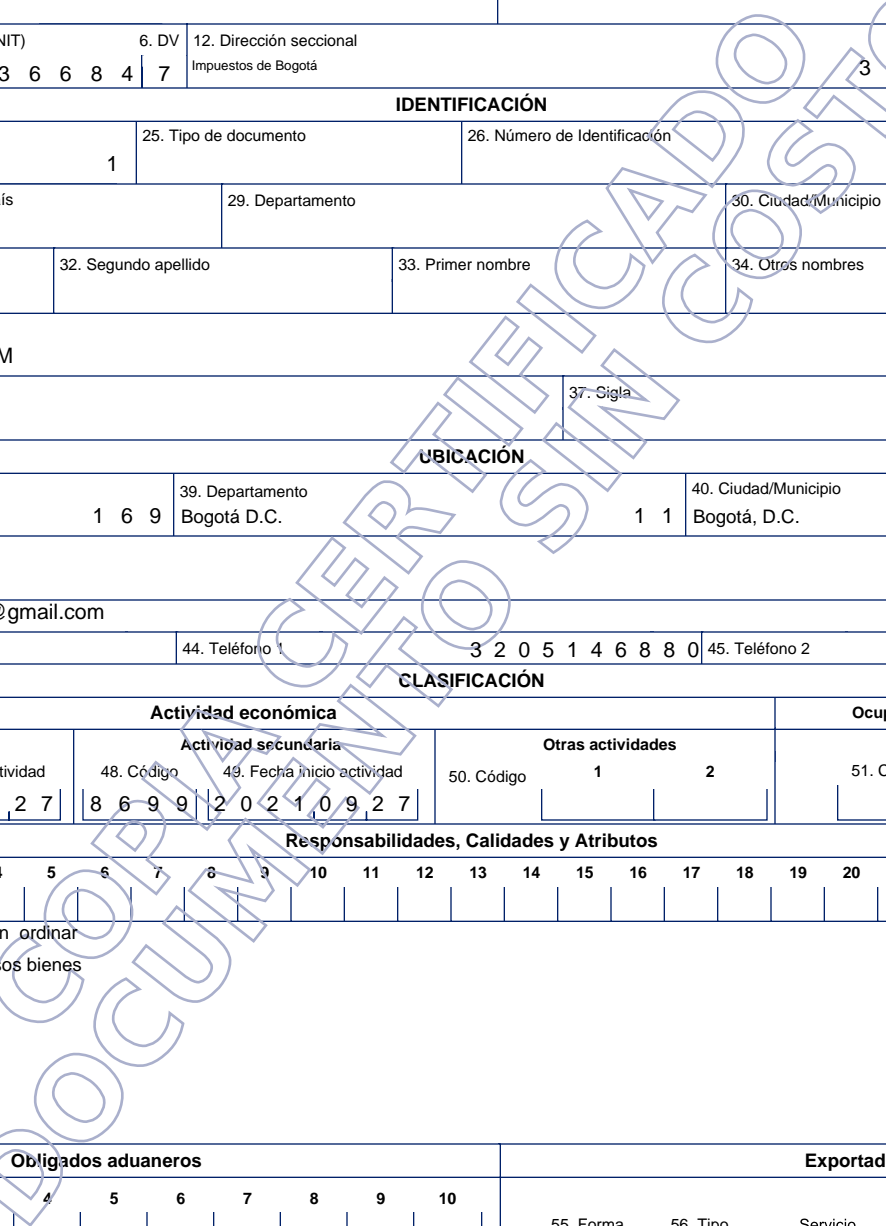 NIT) 6. DV 12. Dirección seccional
3 6 6 8 4 7 Impuestos de Bogotá 3
IDENTIFICACIÓN
25. Tipo de documento 26. Número de Identificación
1
ís 29. Departamento 30. Ciudad/Municipio
32. Segundo apellido 33. Primer nombre 34. Otros nombres
M
37. Sigla
UBICACIÓN
39. Departamento 40. Ciudad/Municipio
1 6 9 Bogotá D.C. 1 1 Bogotá, D.C.
@gmail.com
44. Teléfono 1 3 2 0 5 1 4 6 8 8 0 45. Teléfono 2
CLASIFICACIÓN
Actividad económica Ocup
Actividad secundaria Otras actividades
tividad 48. Código 49. Fecha inicio actividad 50. Código 1 2 51. C
2 7 8 6 9 9 2 0 2 1 0 9 2 7
Responsabilidades, Calidades y Atributos
4 5 6 7 8 9 10 11 12 13 14 15 16 17 18 19 20
n ordinar
sos bienes
Obligados aduaneros Exportad
4 5 6 7 8 9 10
55. Forma 56. Tipo Servicio
COPIA CERTIFICADO
DOCUMENTO SIN COSTO